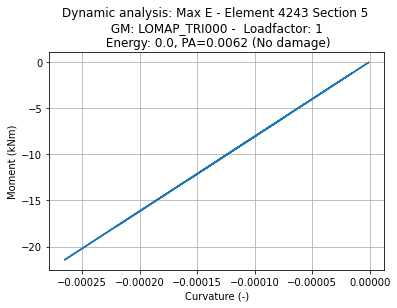 Dynamic analysis: Max E - Element 4243 Section 5
GM: LOMAP_TRI000 -  Loadfactor: 1
Energy: 0.0, PA=0.0062 (No damage)
Moment (kNm)
0
−5
−10
−15
−20
−0.00025 −0.00020 −0.00015 −0.00010 −0.00005 0.00000
Curvature (-)